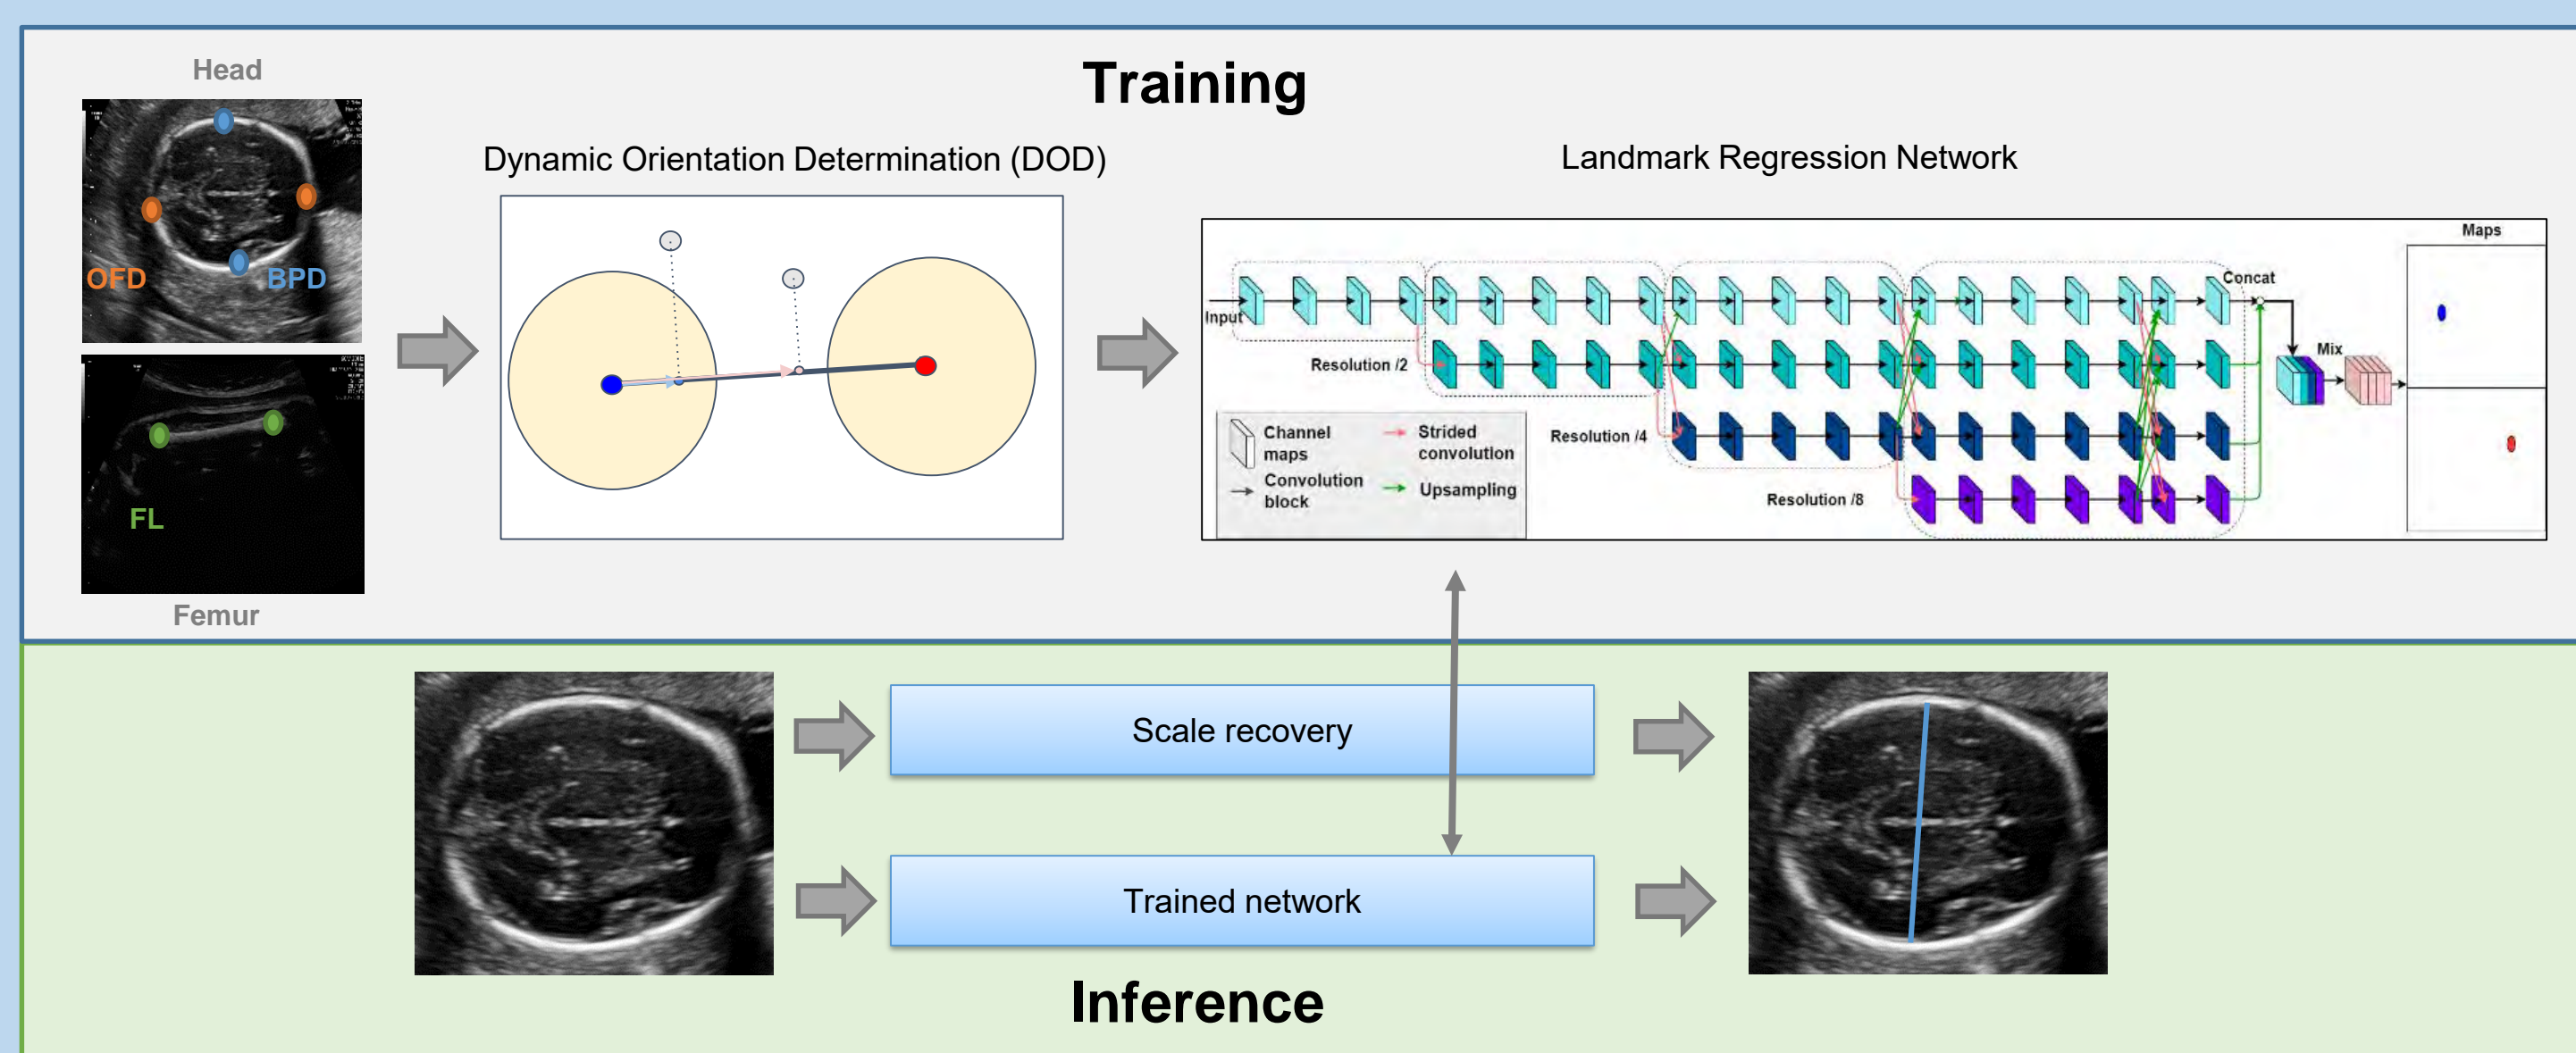 Training
Head
OFD
BPD
FL
Femur
Dynamic Orientation Determination (DOD)
Landmark Regression Network
Maps
Concat
Input
Mix
Resolution /2
Resolution /4
Resolution /8
Channel
maps
Convolution
block
Strided
convolution
Upsampling
Scale recovery
Trained network
Inference